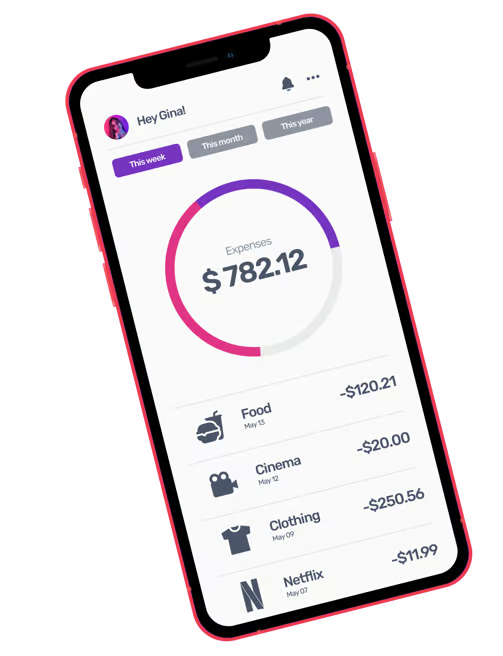 Hey Gina!
This week
This month
This year
Expenses
$782.12
Food
-$120.21
May 13
Cinema
-$20.00
May 12
Clothing
-$250.56
May 09
N
Netflix
-$11.99
May 07